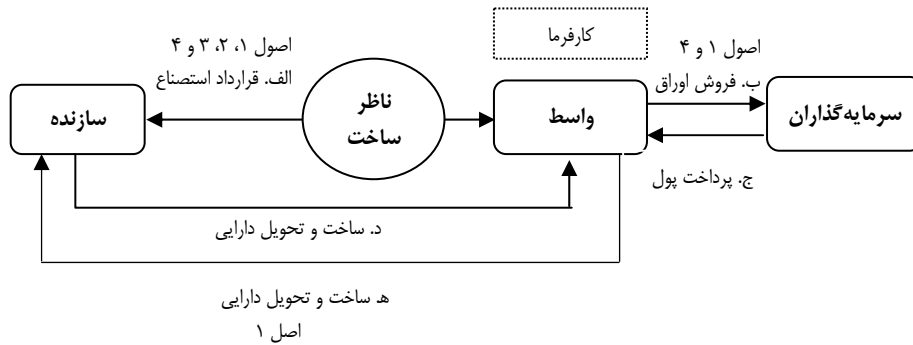 کارفرما
اصول ۱ و ۴
ب. فروش اوراق
اصول ۱، ۲، ۳ و ۴
الف. قرارداد استصناع
سرمایه‌گذاران
واسط
ناظر
ساخت
سازنده
ج. پرداخت پول
د. ساخت و تحویل دارایی
ه. ساخت و تحویل دارایی
اصل ۱